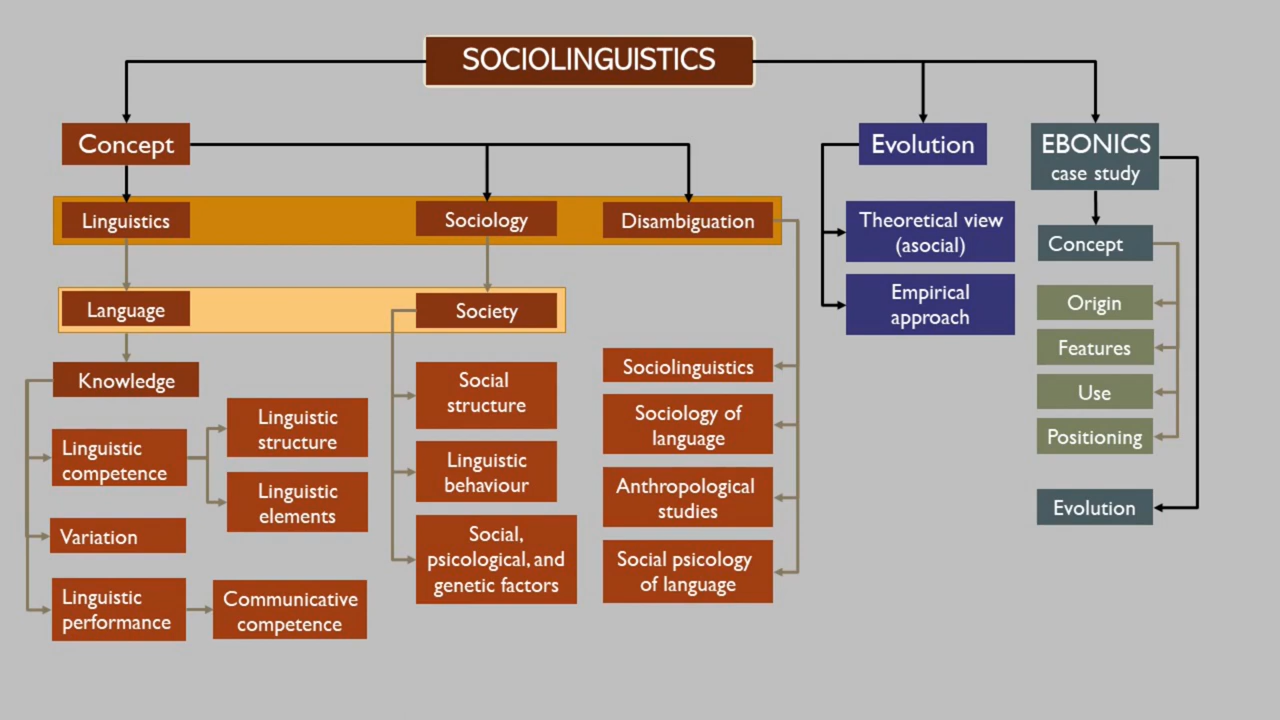 SOCIOLINGUISTICS
Concept
Evolution
EBONICS
case study
Linguistics
Sociology
Disambiguation
Theoretical view
(asocial)
Concept
Language
Society
Empirical
approach
Origin
Features
Use
Positioning
Evolution
Knowledge
Linguistic
competence
Linguistic
structure
Linguistic
elements
Variation
Linguistic
performance
Communicative
competence
Social
structure
Linguistic
behaviour
Social,
psicological, and
genetic factors
Sociolinguistics
Sociology of
language
Anthropological
studies
Social psicology
of language